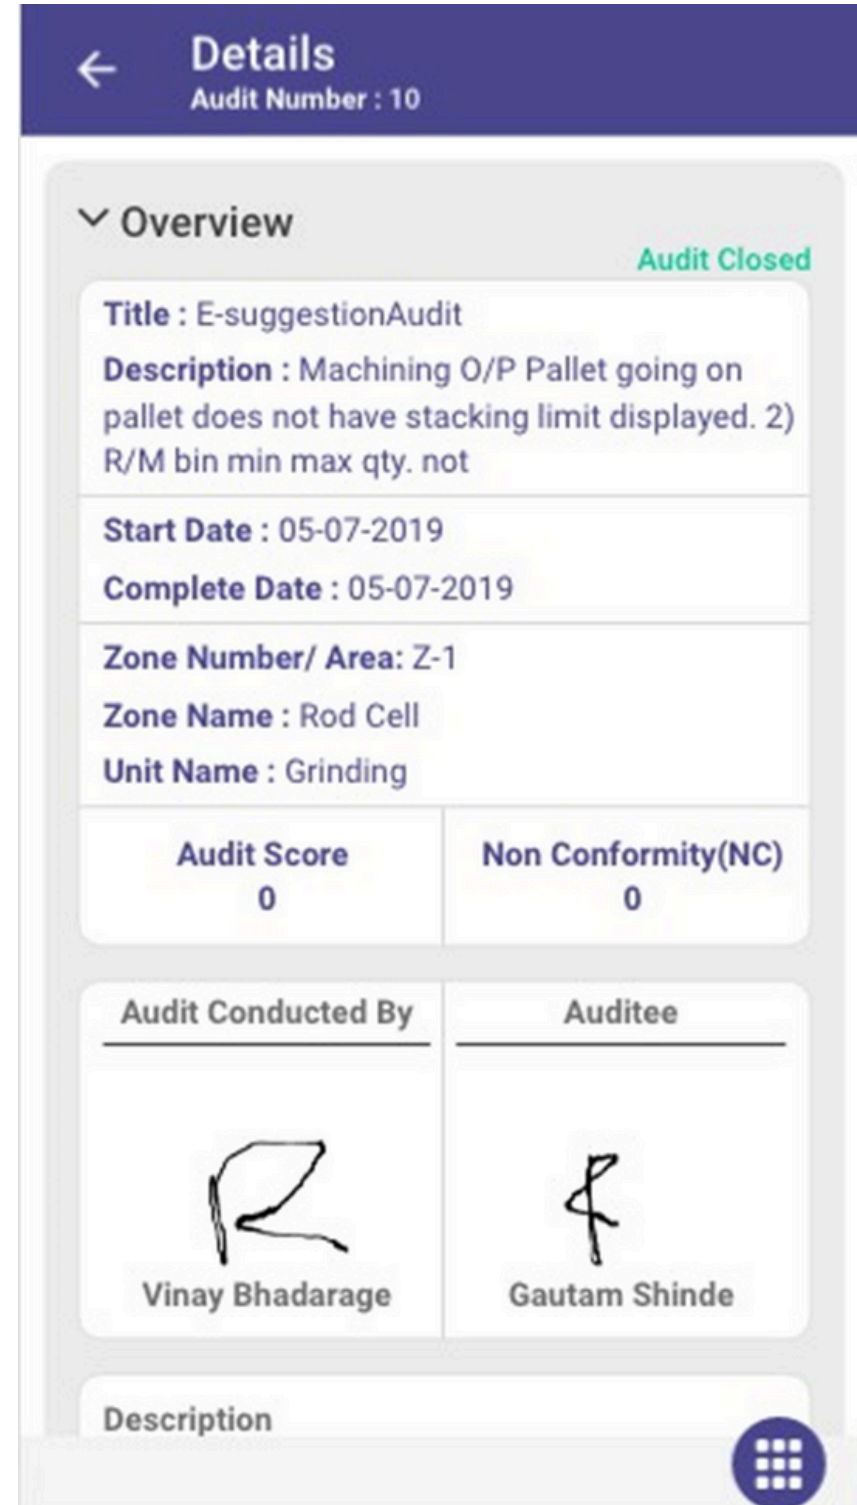 Details
Audit Number : 10
Overview
Audit Closed
Title : E-suggestionAudit
Description : Machining O/P Pallet going on
pallet does not have stacking limit displayed. 2)
R/M bin min max qty. not
Start Date : 05-07-2019
Complete Date : 05-07-2019
Zone Number/ Area: Z-1
Zone Name : Rod Cell
Unit Name : Grinding
Audit Score
0
Non Conformity(NC)
0
Audit Conducted By
Vinay Bhadarage
Auditee
Gautam Shinde
Description